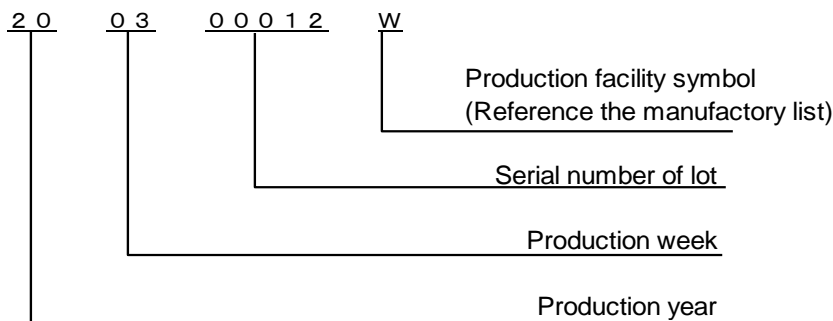 ２０ ０３ ０００１２ W
Production facility symbol
(Reference the manufactory list)
Serial number of lot
Production week
Production year